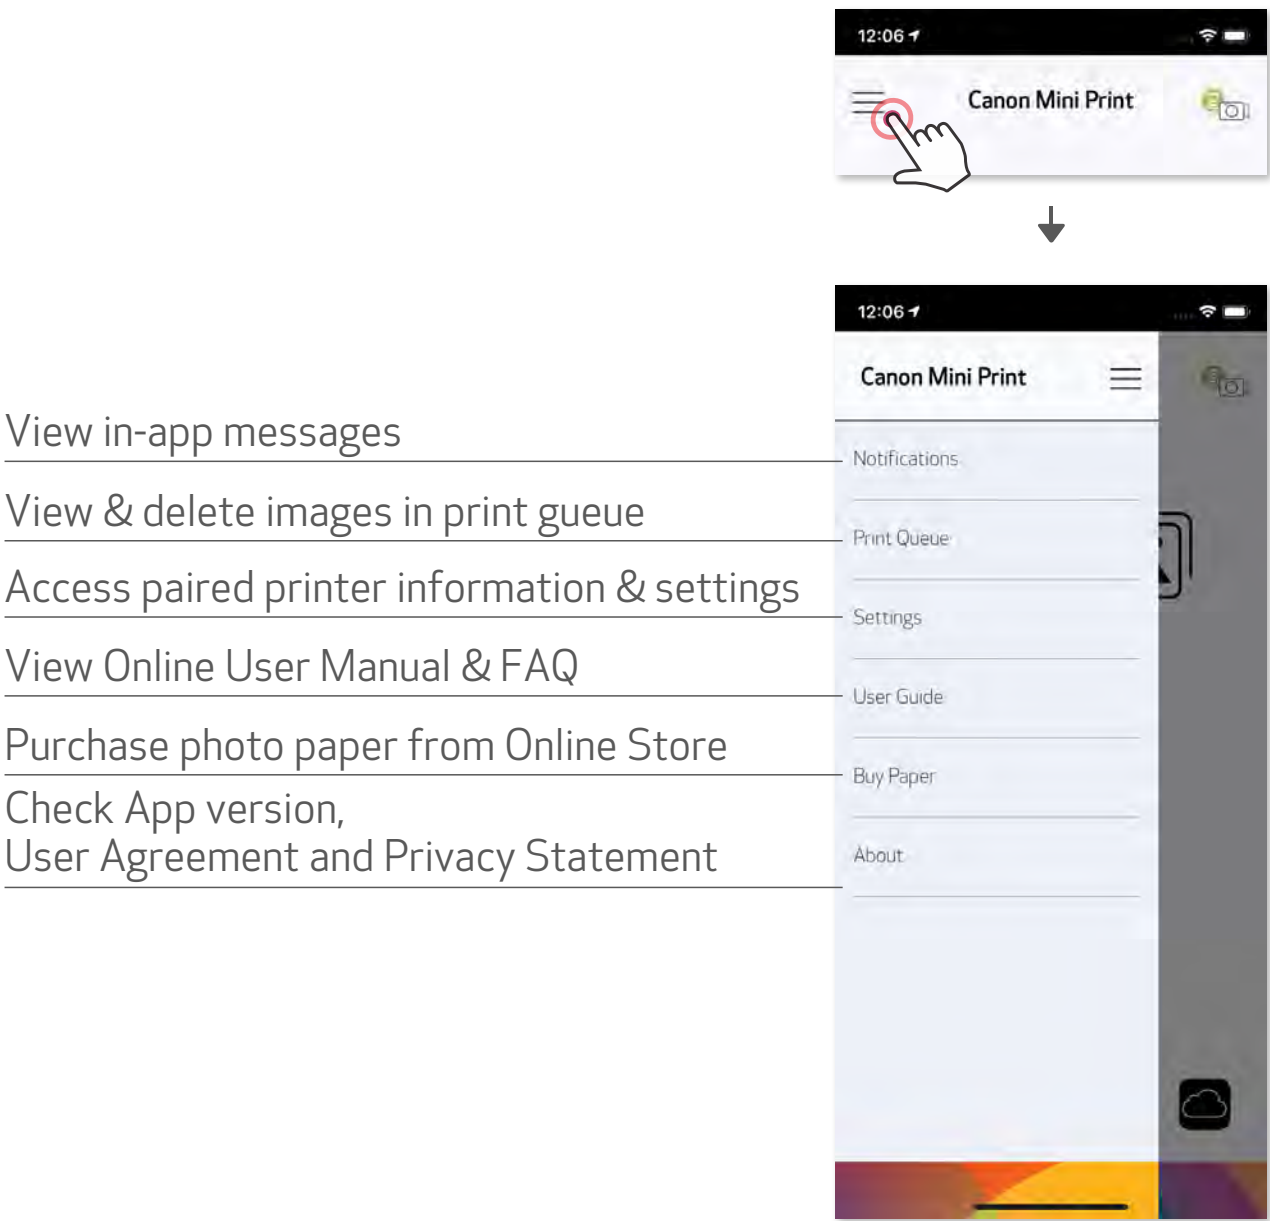 12:06
Canon Mini Print
12:06
Canon Mini Print
View in-app messages
Notifications
View & delete images in print gueue
Print Queue
Access paired printer information & settings
Settings
View Online User Manual & FAQ
User Guide
Purchase photo paper from Online Store
Buy Paper
Check App version,
User Agreement and Privacy Statement
About